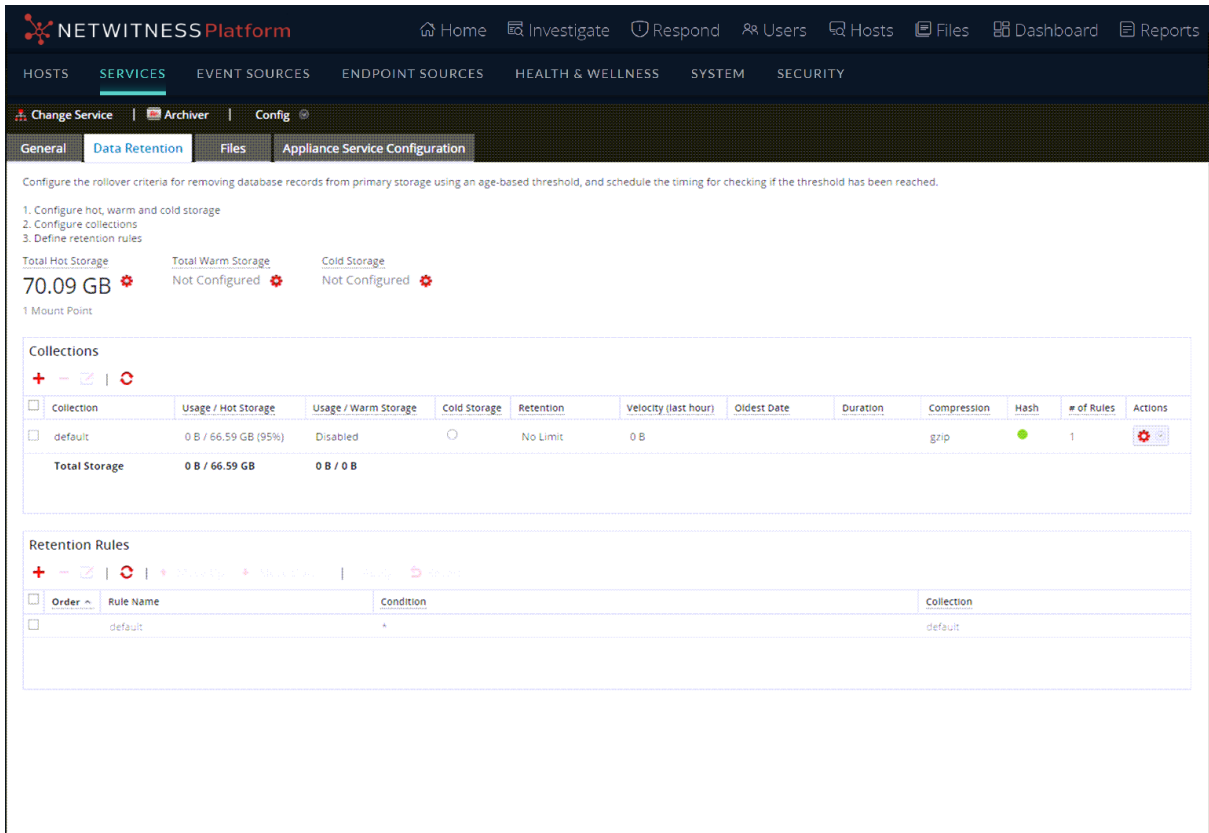 NETWITNESS Platform Home Investigate Respond Users Hosts Files Dashboard Reports
HOSTS SERVICES EVENT SOURCES ENDPOINT SOURCES HEALTH & WELLNESS SYSTEM SECURITY
Change Service | Archiver | Config
General Data Retention Files Appliance Service Configuration
Configure the rollover criteria for removing database records from primary storage using an age-based threshold, and schedule the timing for checking if the threshold has been reached.
1. Configure hot, warm and cold storage
2. Configure collections
3. Define retention rules
Total Hot Storage Total Warm Storage Cold Storage
70.09 GB Not Configured Not Configured
1 Mount Point
Collections
Collection Usage / Hot Storage Usage / Warm Storage Cold Storage Retention Velocity (last hour) Oldest Date Duration Compression Hash # of Rules Actions
default 0 B / 66.59 GB (95%) Disabled No Limit 0 B gzip 1
Total Storage 0 B / 66.59 GB 0 B / 0 B
Retention Rules
Order Rule Name Condition Collection
default * default